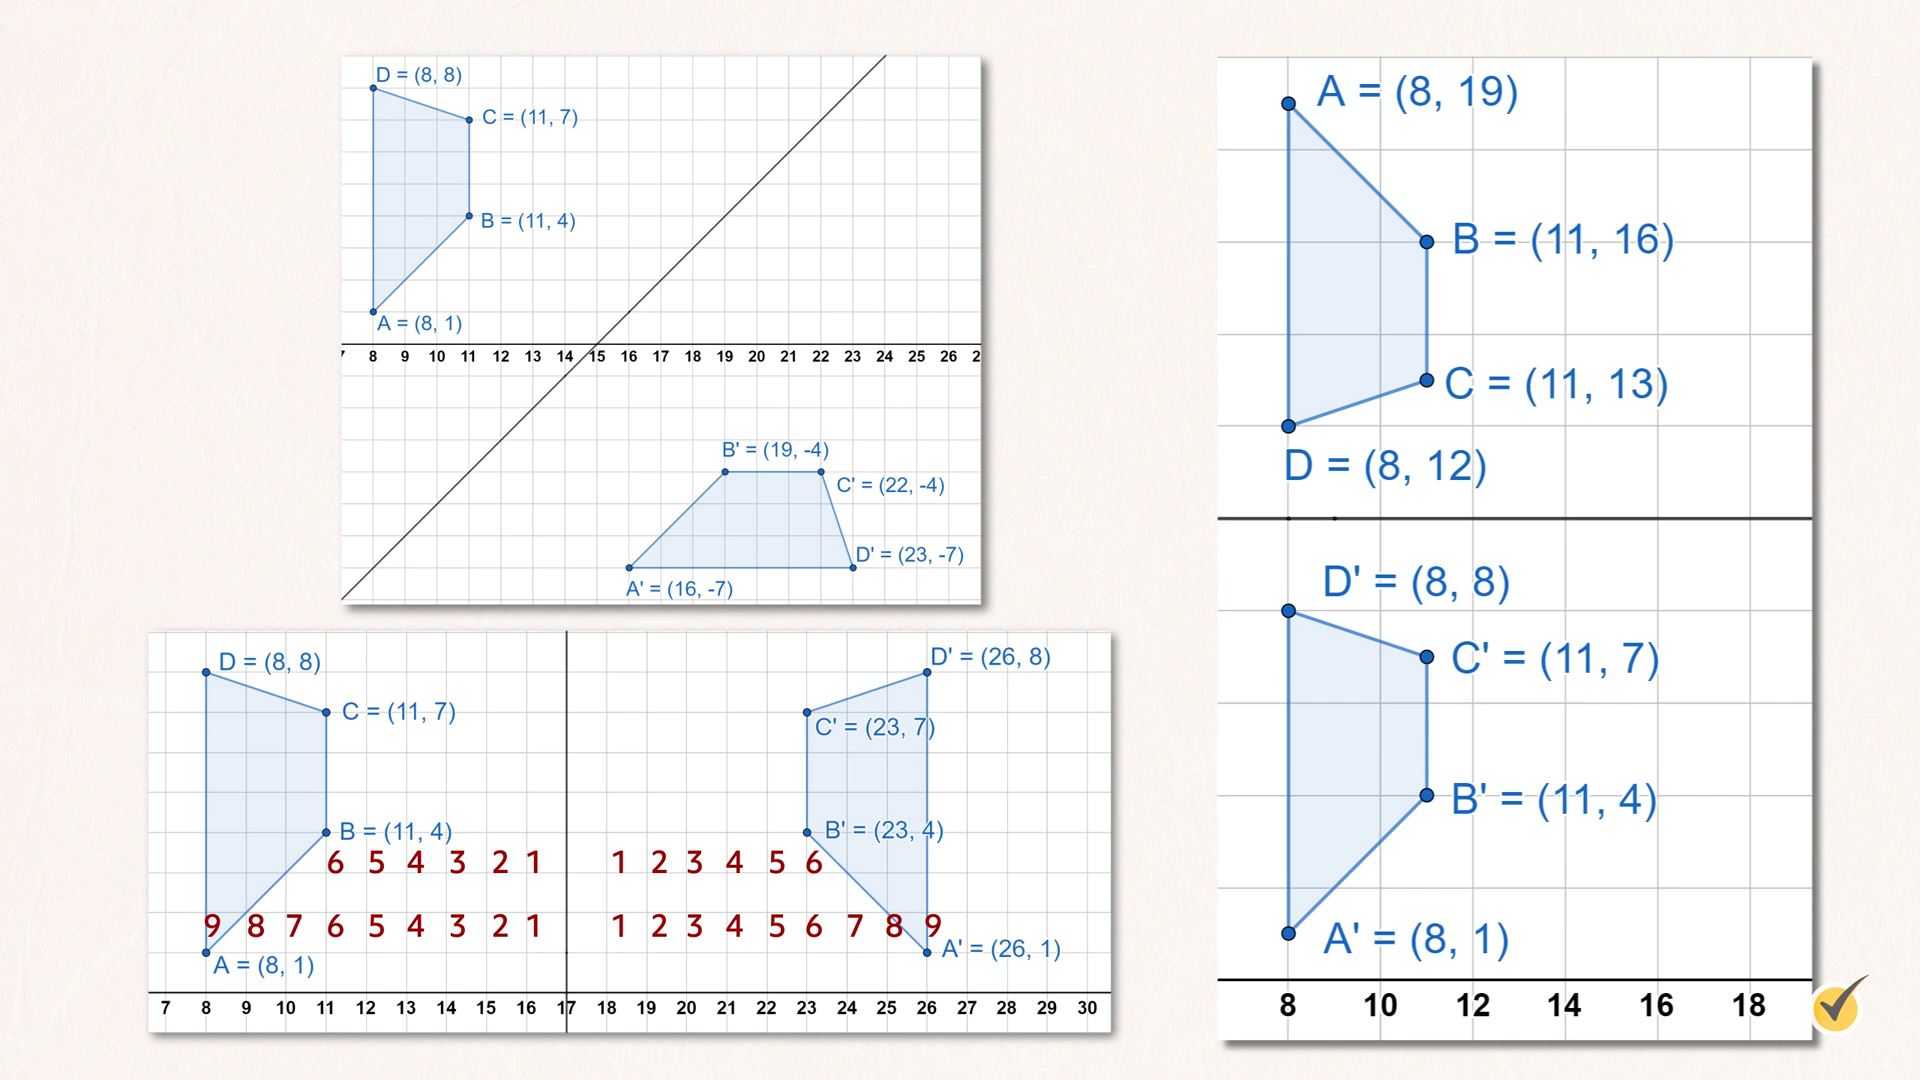 D = (8, 8)
C = (11, 7)
B = (11, 4)
A = (8, 1)
8 9 10 11 12 13 14 15 16 17 18 19 20 21 22 23 24 25 26
B' = (19, -4)
C' = (22, -4)
D' = (23, -7)
A' = (16, -7)
D = (8, 8)
D' = (26, 8)
C = (11, 7)
C' = (23, 7)
B = (11, 4)
B' = (23, 4)
6 5 4 3 2 1 1 2 3 4 5 6
9 8 7 6 5 4 3 2 1 1 2 3 4 5 6 7 8 9
A = (8, 1)
A' = (26, 1)
7 8 9 10 11 12 13 14 15 16 17 18 19 20 21 22 23 24 25 26 27 28 29 30
A = (8, 19)
B = (11, 16)
C = (11, 13)
D = (8, 12)
D' = (8, 8)
C' = (11, 7)
B' = (11, 4)
A' = (8, 1)
8 10 12 14 16 18